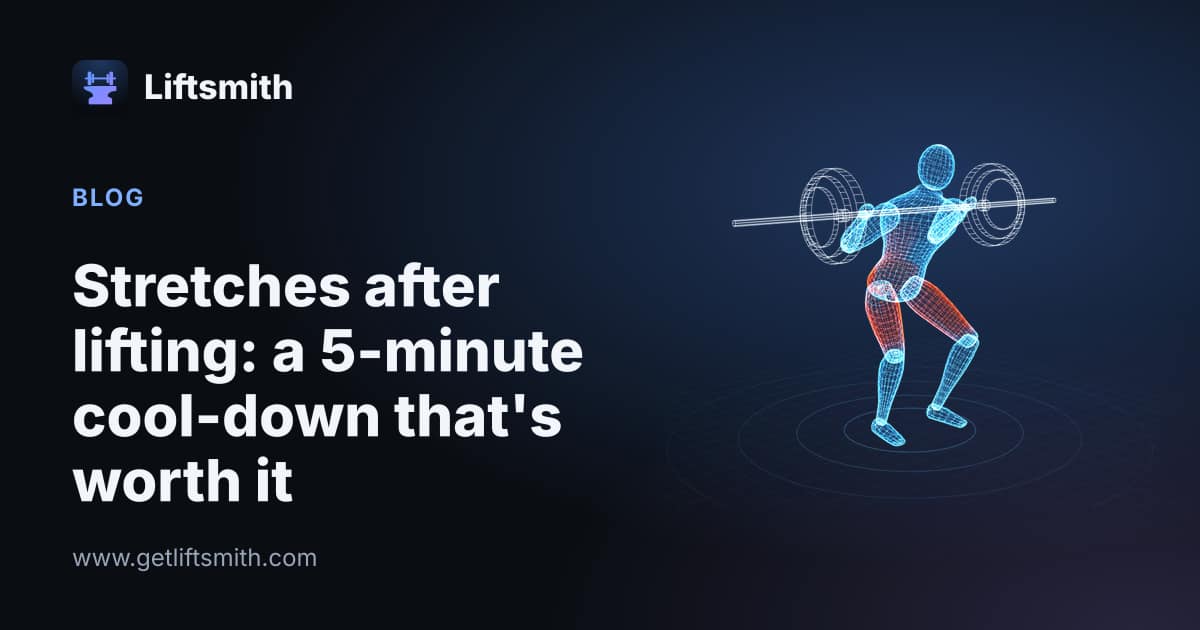 Liftsmith
BLOG
Stretches after
lifting: a 5-minute
cool-down that's
worth it
www.getliftsmith.com